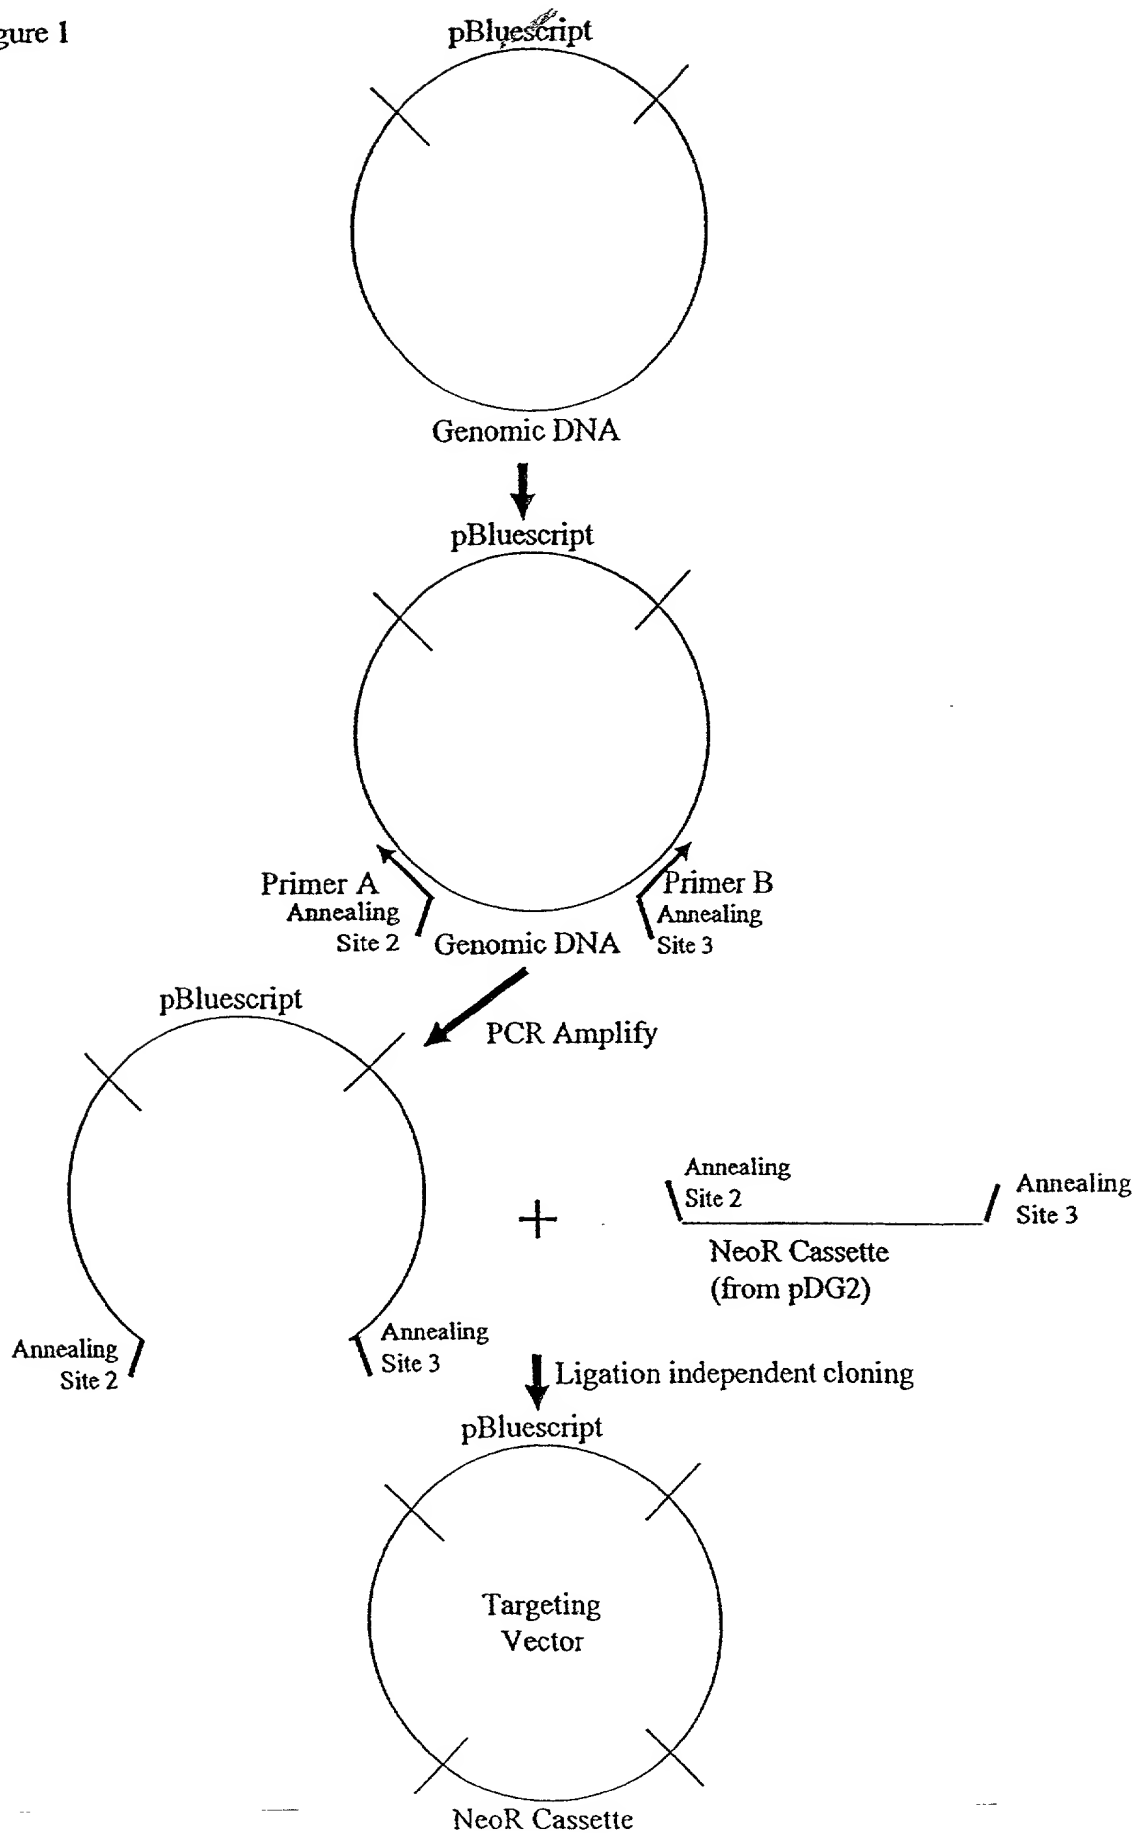 gure 1
pBluescript
Genomic DNA
pBluescript
Primer A
Annealing
Site 2
Primer B
Annealing
Site 3
Genomic DNA
PCR Amplify
pBluescript
Annealing
Site 2
Annealing
Site 3
+
Annealing
Site 2
Annealing
Site 3
NeoR Cassette
(from pDG2)
Ligation independent cloning
pBluescript
Targeting
Vector
NeoR Cassette